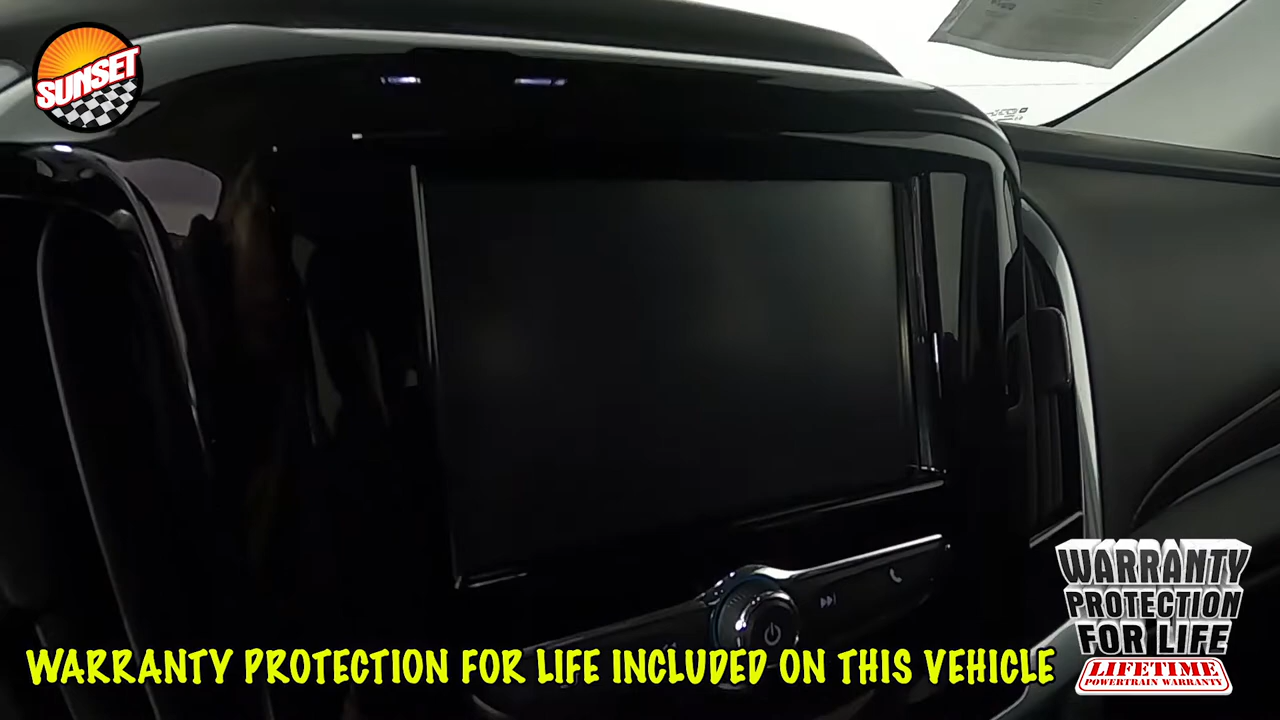 SUNSET
WARRANTY PROTECTION FOR LIFE INCLUDED ON THIS VEHICLE
WARRANTY
PROTECTION
FOR LIFE
LIFETIME
POWERTRAIN WARRANTY